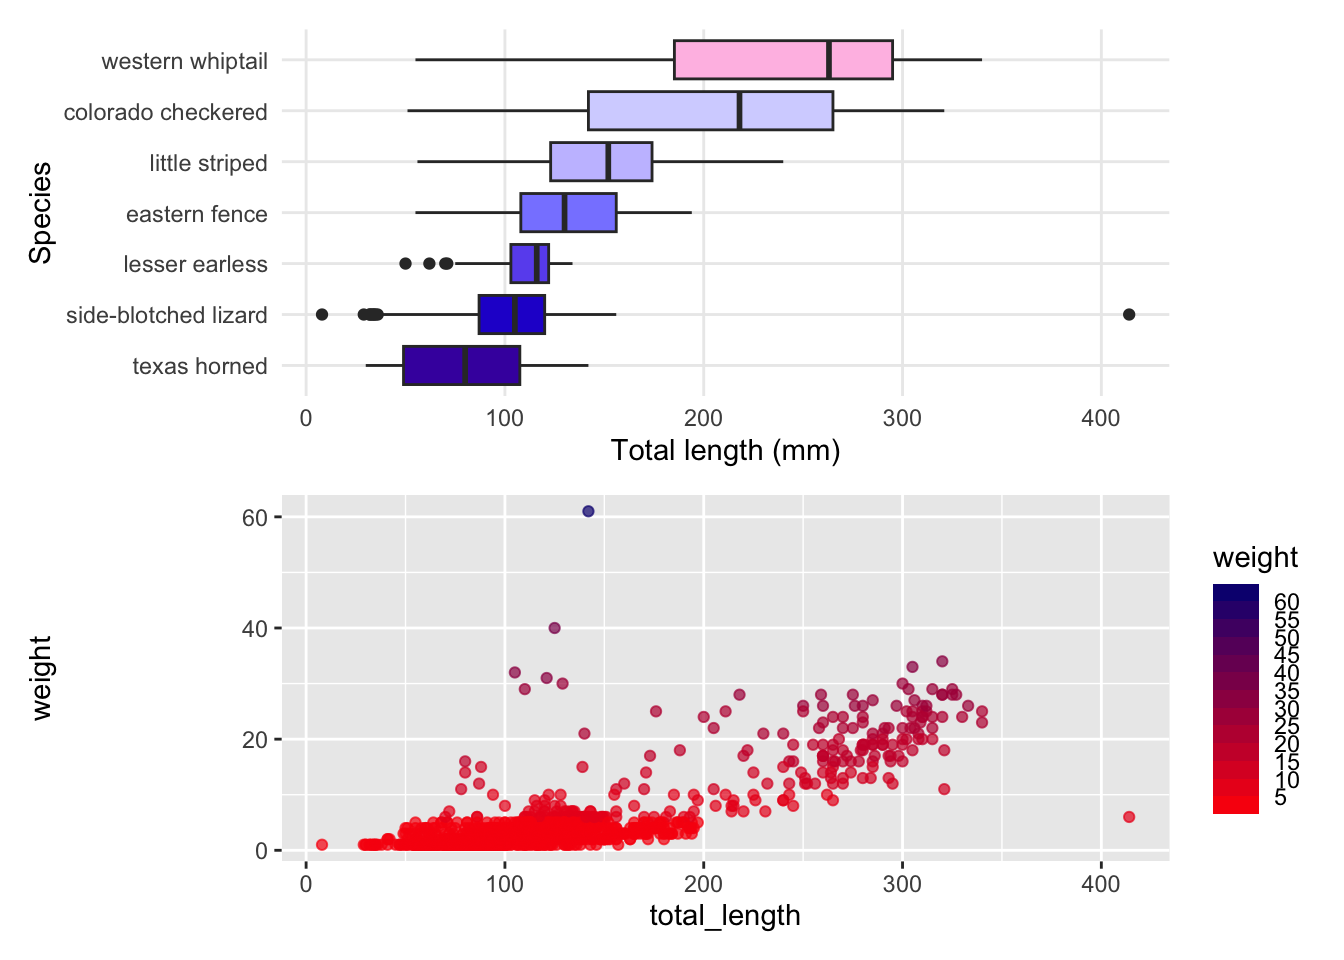 Species
western whiptail
colorado checkered
little striped
eastern fence
lesser earless
side-blotched lizard
texas horned
0 100 200 300 400
Total length (mm)
weight
60
40
20
0
0 100 200 300 400
total_length
weight
60
55
50
45
40
35
30
25
20
15
10
5